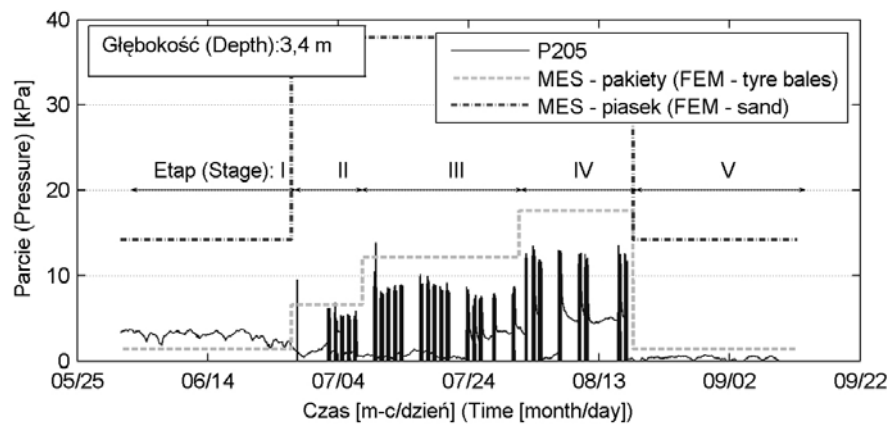 40
Głębokość (Depth):3,4 m
P205
MES - pakiety (FEM - tyre bales)
MES - piasek (FEM - sand)
30
Etap (Stage): I
II
III
IV
V
20
10
0
Parcie (Pressure) [kPa]
05/25
06/14
07/04
07/24
08/13
09/02
09/22
Czas [m-c/dzień] (Time [month/day])